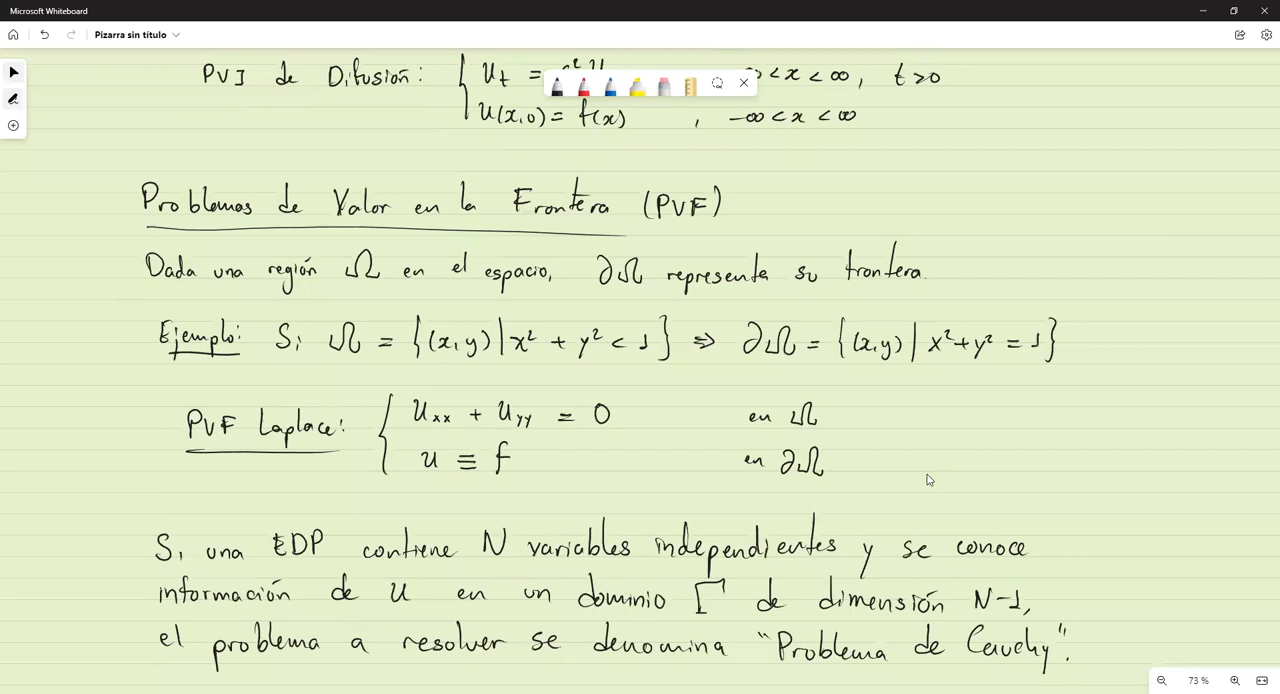 Microsoft Whiteboard
Pizarra sin título
PVI de Difusión: { u_t = , t>0
u(x,0) = f(x) , -∞ < x < ∞
Problemas de Valor en la Frontera (PVF)
Dada una región Ω en el espacio, ∂Ω representa su frontera.
Ejemplo: Si Ω = {(x,y) | x² + y² < 1} ⇒ ∂Ω = {(x,y) | x²+y² = 1}
PVF Laplace: { u_xx + u_yy = 0 en Ω
u ≡ f en ∂Ω
Si una EDP contiene N variables independientes y se conoce
información de u en un dominio Γ de dimensión N-1,
el problema a resolver se denomina "Problema de Cauchy".
73 %